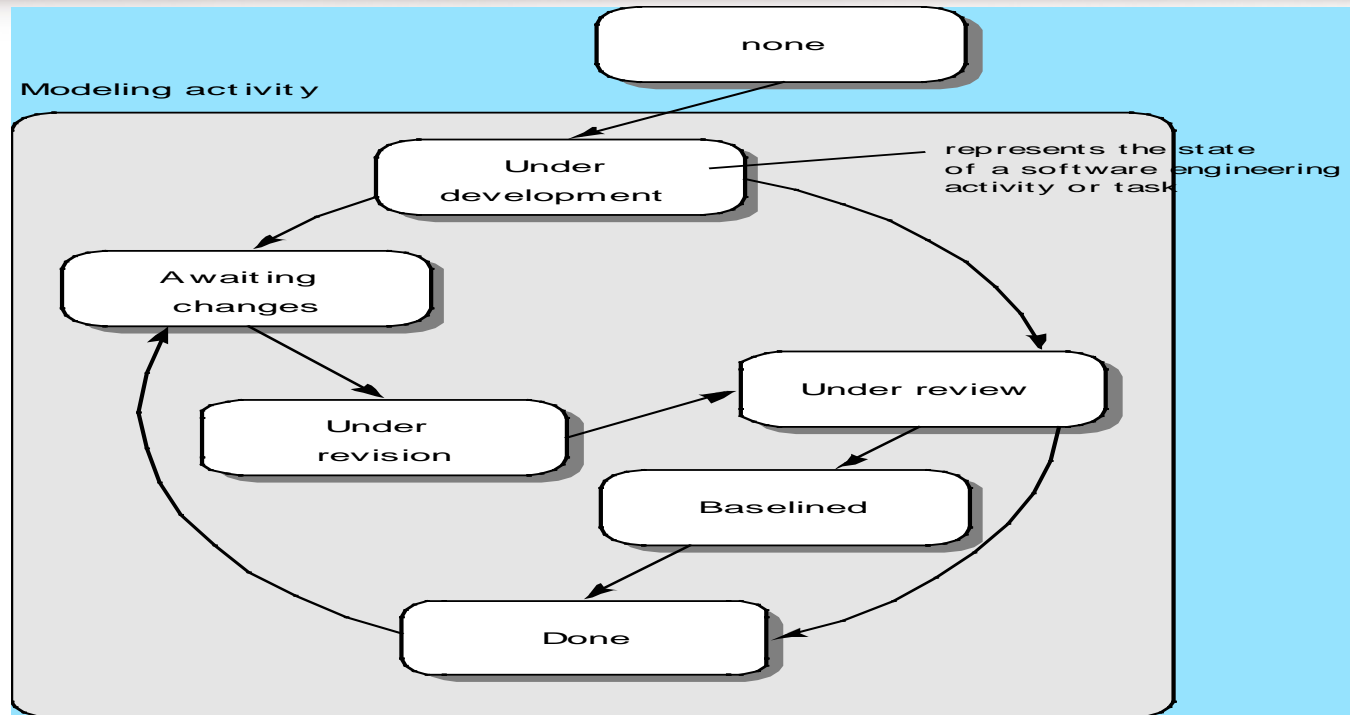 none
Modeling activity
represents the state
of a software engineering
activity or task
Under
development
Awaiting
changes
Under review
Under
revision
Baselined
Done